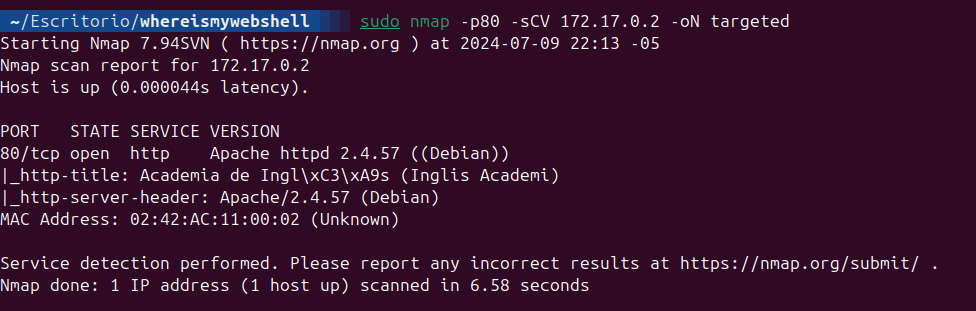 ~/Escritorio/whereismywebshell sudo nmap -p80 -sCV 172.17.0.2 -oN targeted
Starting Nmap 7.94SVN ( https://nmap.org ) at 2024-07-09 22:13 -05
Nmap scan report for 172.17.0.2
Host is up (0.000044s latency).
PORT   STATE SERVICE VERSION
80/tcp open  http    Apache httpd 2.4.57 ((Debian))
|_http-title: Academia de Ingl\xC3\xA9s (Inglis Academi)
|_http-server-header: Apache/2.4.57 (Debian)
MAC Address: 02:42:AC:11:00:02 (Unknown)
Service detection performed. Please report any incorrect results at https://nmap.org/submit/ .
Nmap done: 1 IP address (1 host up) scanned in 6.58 seconds